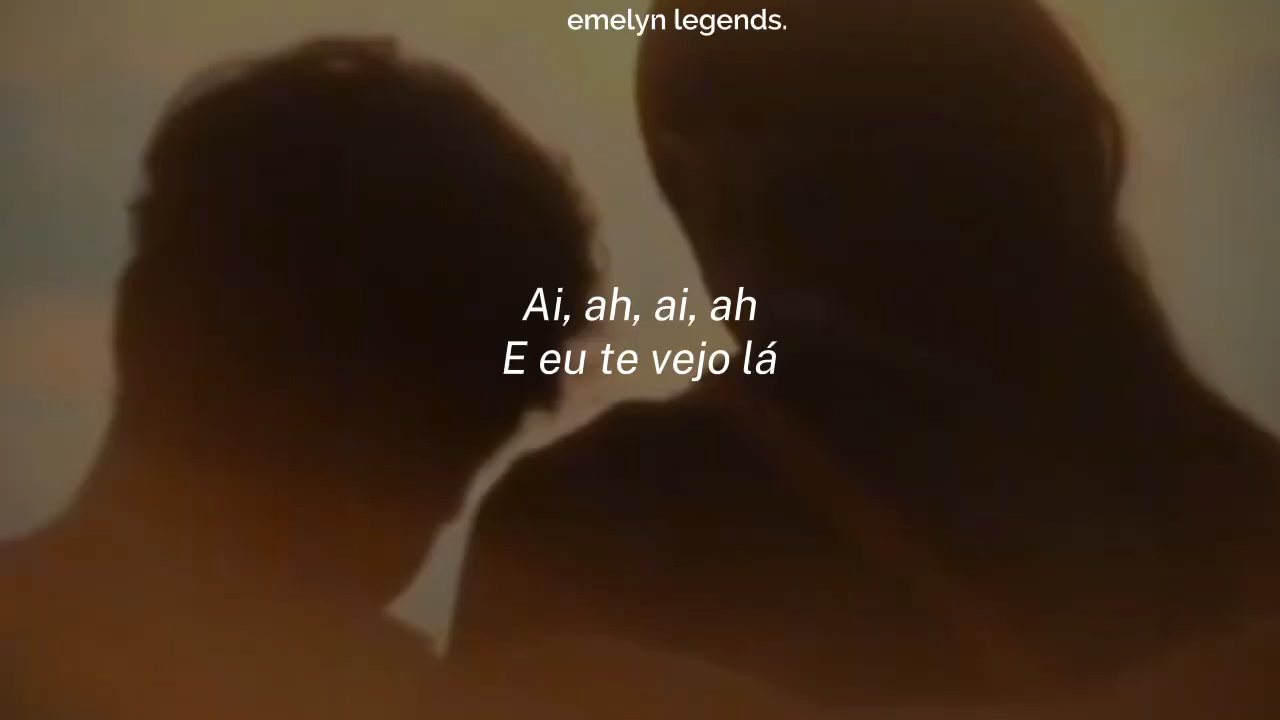 emelyn legends.
Ai, ah, ai, ah
E eu te vejo lá